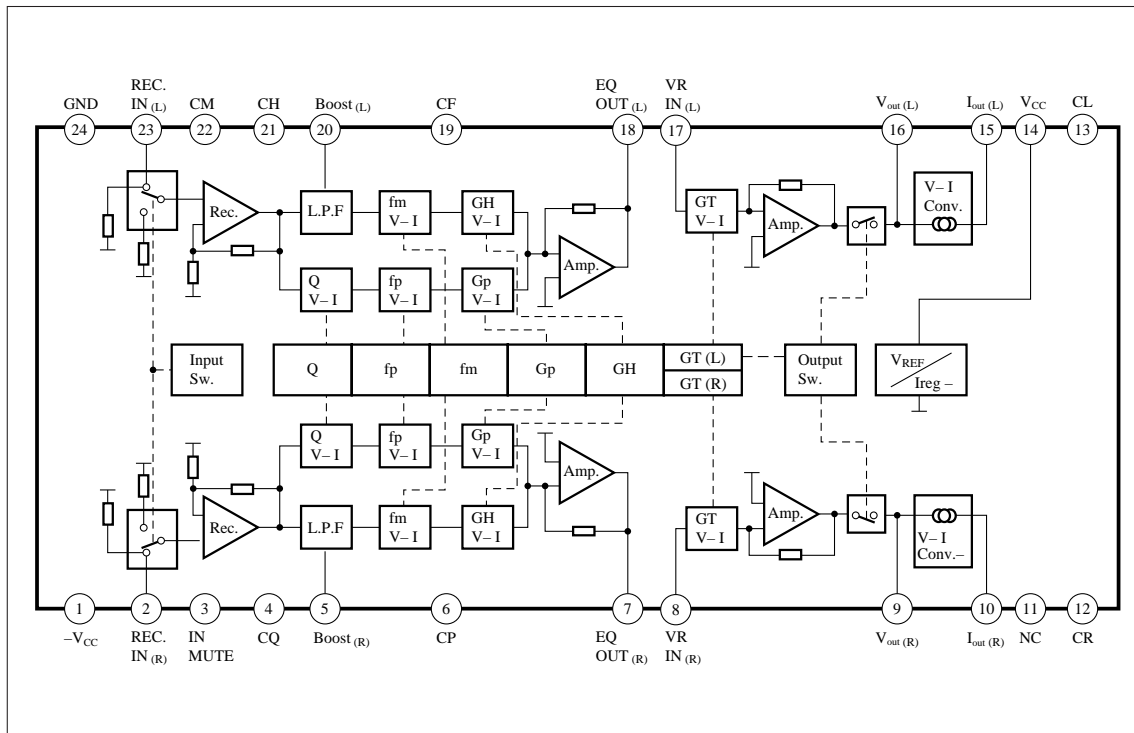 GND
REC.
IN (L)
CM
CH
Boost (L)
CF
EQ
OUT (L)
VR
IN (L)
Vout (L)
Iout (L)
VCC
CL
24
23
22
21
20
19
18
17
16
15
14
13
Rec.
L.P.F
fm
V– I
GH
V– I
Amp.
GT
V– I
Amp.
V– I
Conv.
Q
V– I
fp
V– I
Gp
V– I
Input
Sw.
Q
fp
fm
Gp
GH
GT (L)
GT (R)
Output
Sw.
VREF
Ireg –
Q
V– I
fp
V– I
Gp
V– I
Amp.
Rec.
L.P.F
fm
V– I
GH
V– I
GT
V– I
Amp.
V– I
Conv.–
1
2
3
4
5
6
7
8
9
10
11
12
–VCC
REC.
IN (R)
IN
MUTE
CQ
Boost (R)
CP
EQ
OUT (R)
VR
IN (R)
Vout (R)
Iout (R)
NC
CR